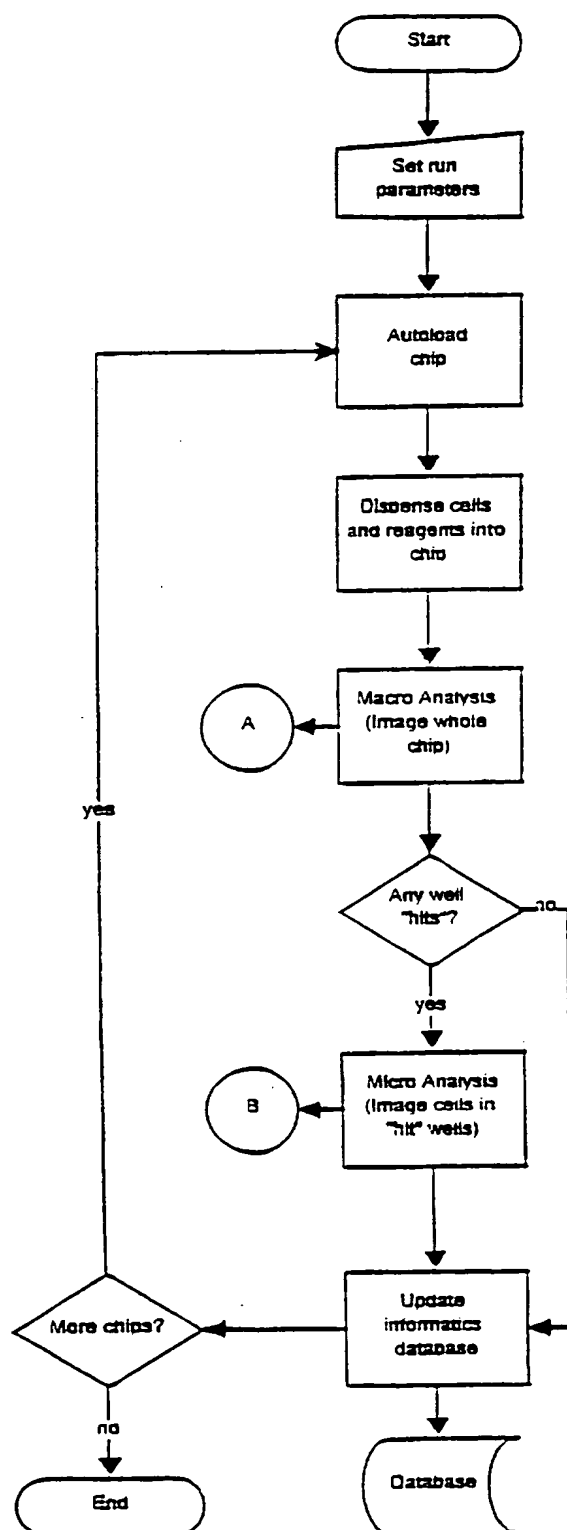 Start
Set run
parameters
Autoload
chip
Dispense cells
and reagents into
chip
Macro Analysis
(Image whole
chip)
A
yes
Any well
"hits"?
no
yes
Micro Analysis
(Image cells in
"hit" wells)
B
Update
informatics
database
More chips?
no
Database
End